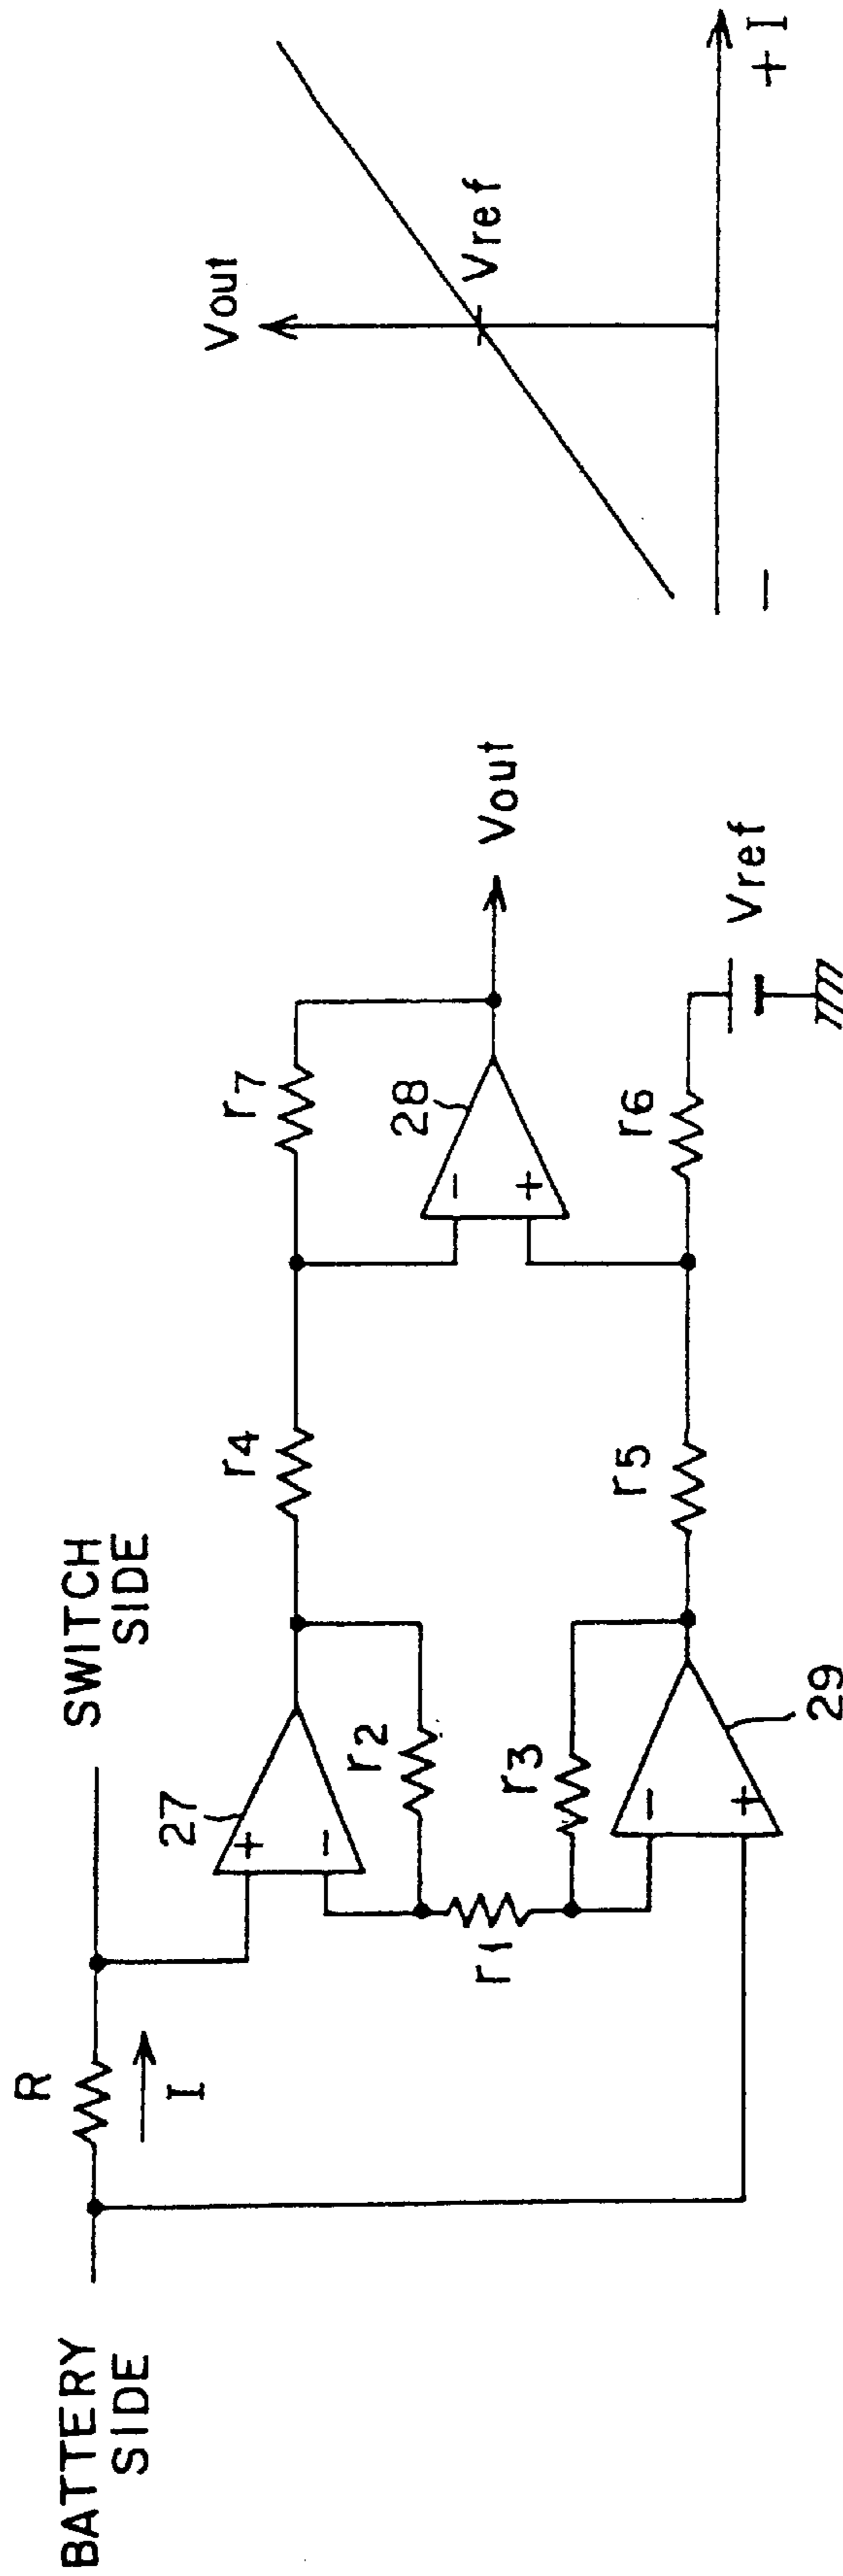 BATTERY
SIDE
R
I
SWITCH
SIDE
27
+
−
r2
r1
r3
−
+
29
r4
r5
r7
28
−
+
r6
Vout
Vref
Vout
Vref
−
+ I